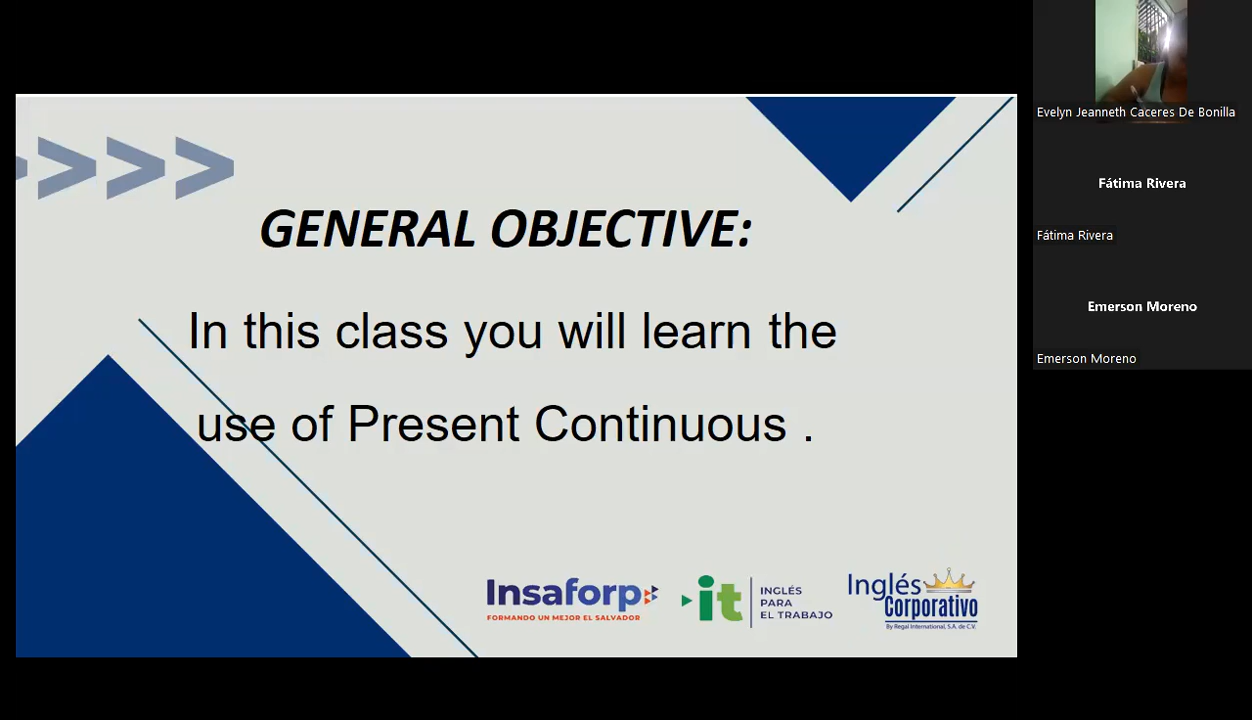 GENERAL OBJECTIVE:
In this class you will learn the
use of Present Continuous .
Insaforp
FORMANDO UN MEJOR EL SALVADOR
it
INGLÉS
PARA
EL TRABAJO
Inglés
Corporativo
By Regal International, S.A. de C.V.
Evelyn Jeanneth Caceres De Bonilla
Fátima Rivera
Fátima Rivera
Emerson Moreno
Emerson Moreno